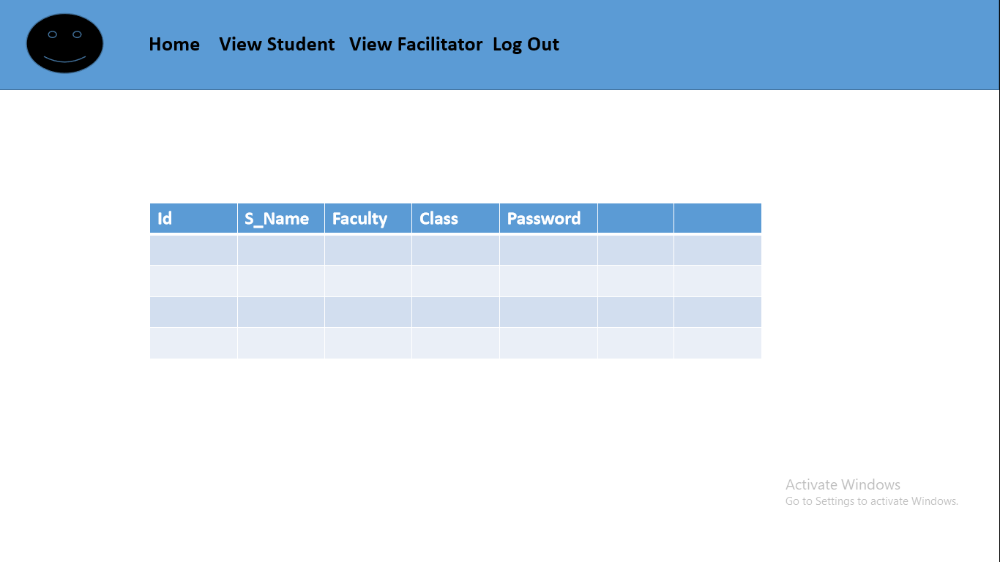 Home View Student View Facilitator Log Out
Id S_Name Faculty Class Password
Activate Windows
Go to Settings to activate Windows.